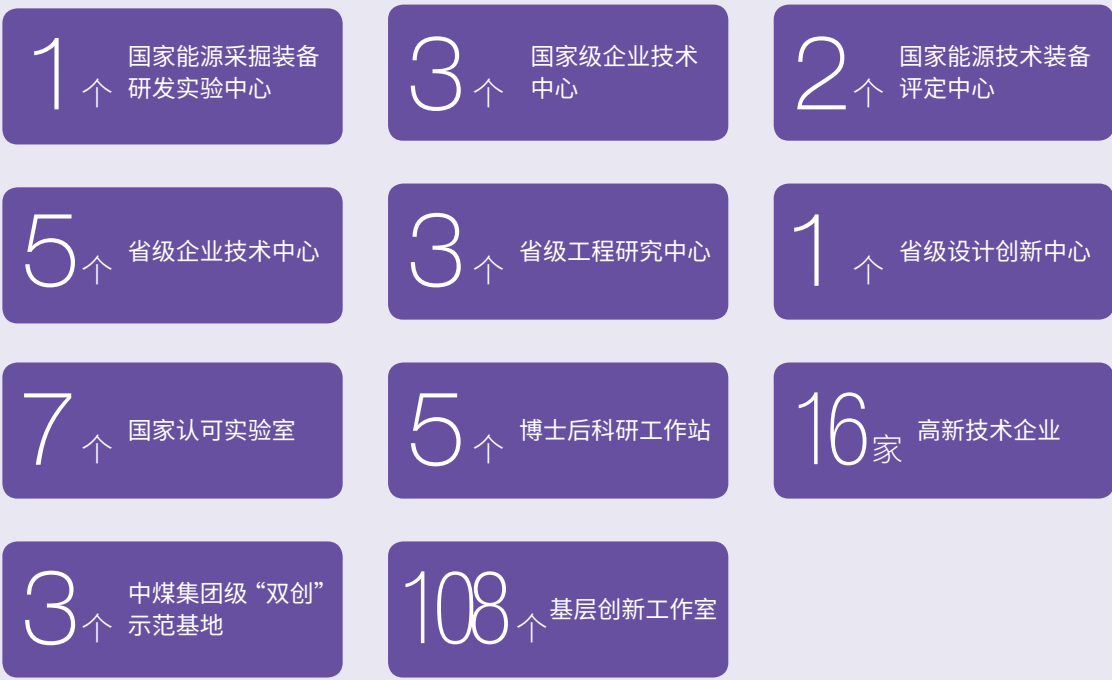 1个 国家能源采掘装备
研发实验中心
3个 国家级企业技术
中心
2个 国家能源技术装备
评定中心
5个 省级企业技术中心
3个 省级工程研究中心
1个 省级设计创新中心
7个 国家认可实验室
5个 博士后科研工作站
16家 高新技术企业
3个 中煤集团级“双创”
示范基地
108个 基层创新工作室